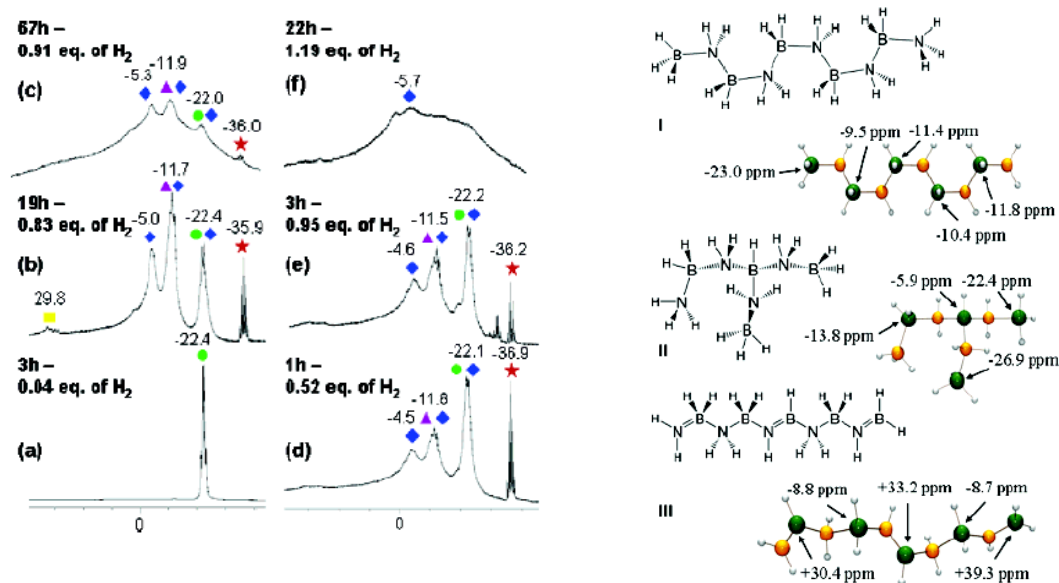 67h –
0.91 eq. of H2
-11.9
-5.3
-22.0
-36.0
(c)
22h –
1.19 eq. of H2
-5.7
(f)
19h –
0.83 eq. of H2
-11.7
-5.0
-22.4
-35.9
(b)
29.8
3h –
0.95 eq. of H2
-22.2
-11.5
-4.6
-36.2
(e)
3h –
0.04 eq. of H2
-22.4
(a)
0
1h –
0.52 eq. of H2
-22.1
-36.9
-11.8
-4.5
(d)
0
H H H H H H
B N B N
H B N B N B N H
H H H H H H H H H H
I
-9.5 ppm
-11.4 ppm
-23.0 ppm
-11.8 ppm
-10.4 ppm
H H H H H
N N
H B B B H
H H
N N
H H H H
B
H H H
II
-5.9 ppm
-22.4 ppm
-13.8 ppm
-26.9 ppm
H H H H H H H
H B B B B B H
N N N N N
H H H H H H H
III
-8.8 ppm
+33.2 ppm
-8.7 ppm
+30.4 ppm
+39.3 ppm